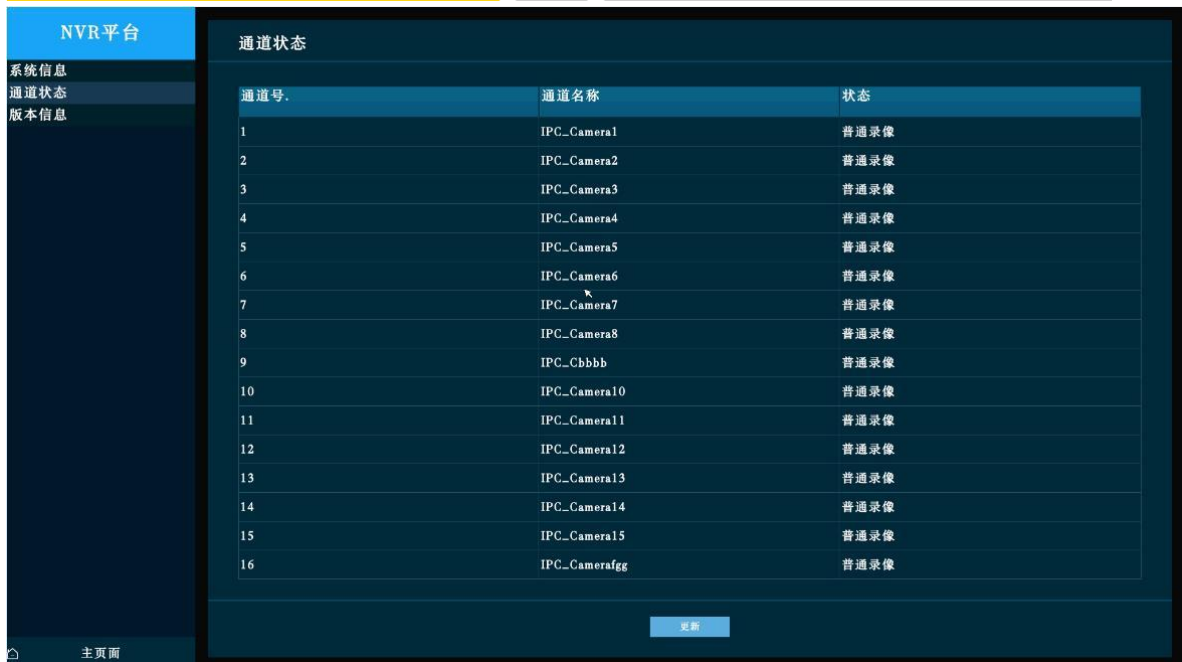 NVR平台
系统信息
通道状态
版本信息
主页面
通道状态
通道号. 通道名称 状态
1 IPC_Camera1 普通录像
2 IPC_Camera2 普通录像
3 IPC_Camera3 普通录像
4 IPC_Camera4 普通录像
5 IPC_Camera5 普通录像
6 IPC_Camera6 普通录像
7 IPC_Camera7 普通录像
8 IPC_Camera8 普通录像
9 IPC_Cbbbb 普通录像
10 IPC_Camera10 普通录像
11 IPC_Camera11 普通录像
12 IPC_Camera12 普通录像
13 IPC_Camera13 普通录像
14 IPC_Camera14 普通录像
15 IPC_Camera15 普通录像
16 IPC_Camerafgg 普通录像
更新